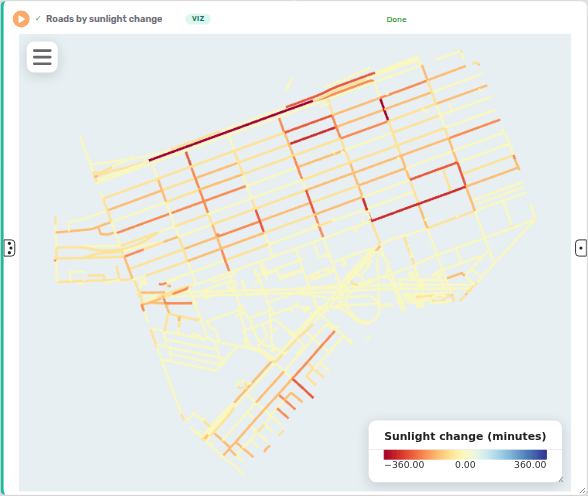 Roads by sunlight change
VIZ
Done
Sunlight change (minutes)
−360.00 0.00 360.00